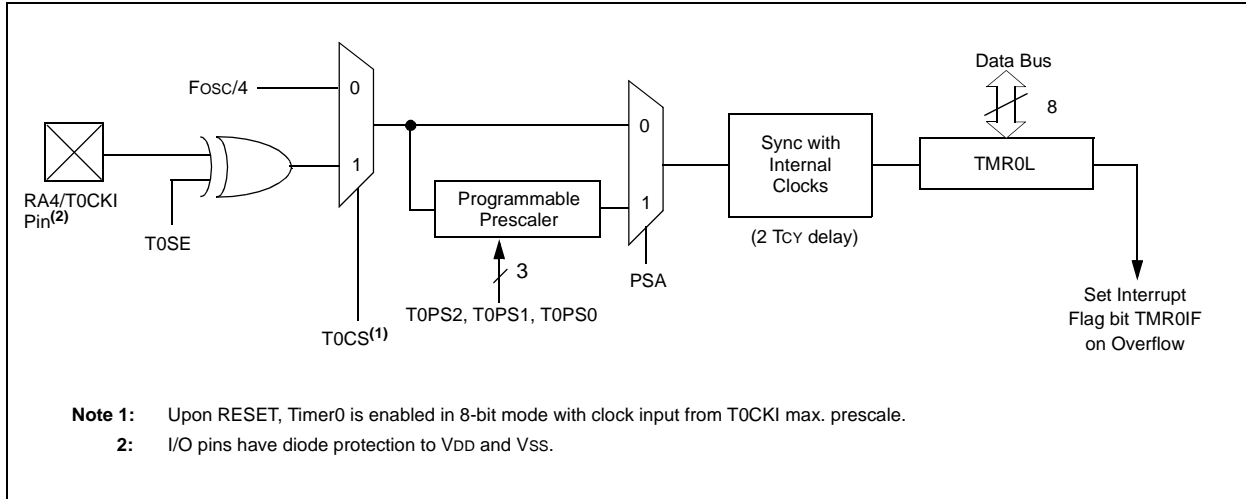 Data Bus
FOSC/4
0
8
0
Sync with
Internal
Clocks
TMR0L
1
RA4/T0CKI
Pin(2)
Programmable
Prescaler
1
T0SE
(2 TCY delay)
3
PSA
T0PS2, T0PS1, T0PS0
T0CS(1)
Set Interrupt
Flag bit TMR0IF
on Overflow
Note 1: Upon RESET, Timer0 is enabled in 8-bit mode with clock input from T0CKI max. prescale.
2: I/O pins have diode protection to VDD and VSS.